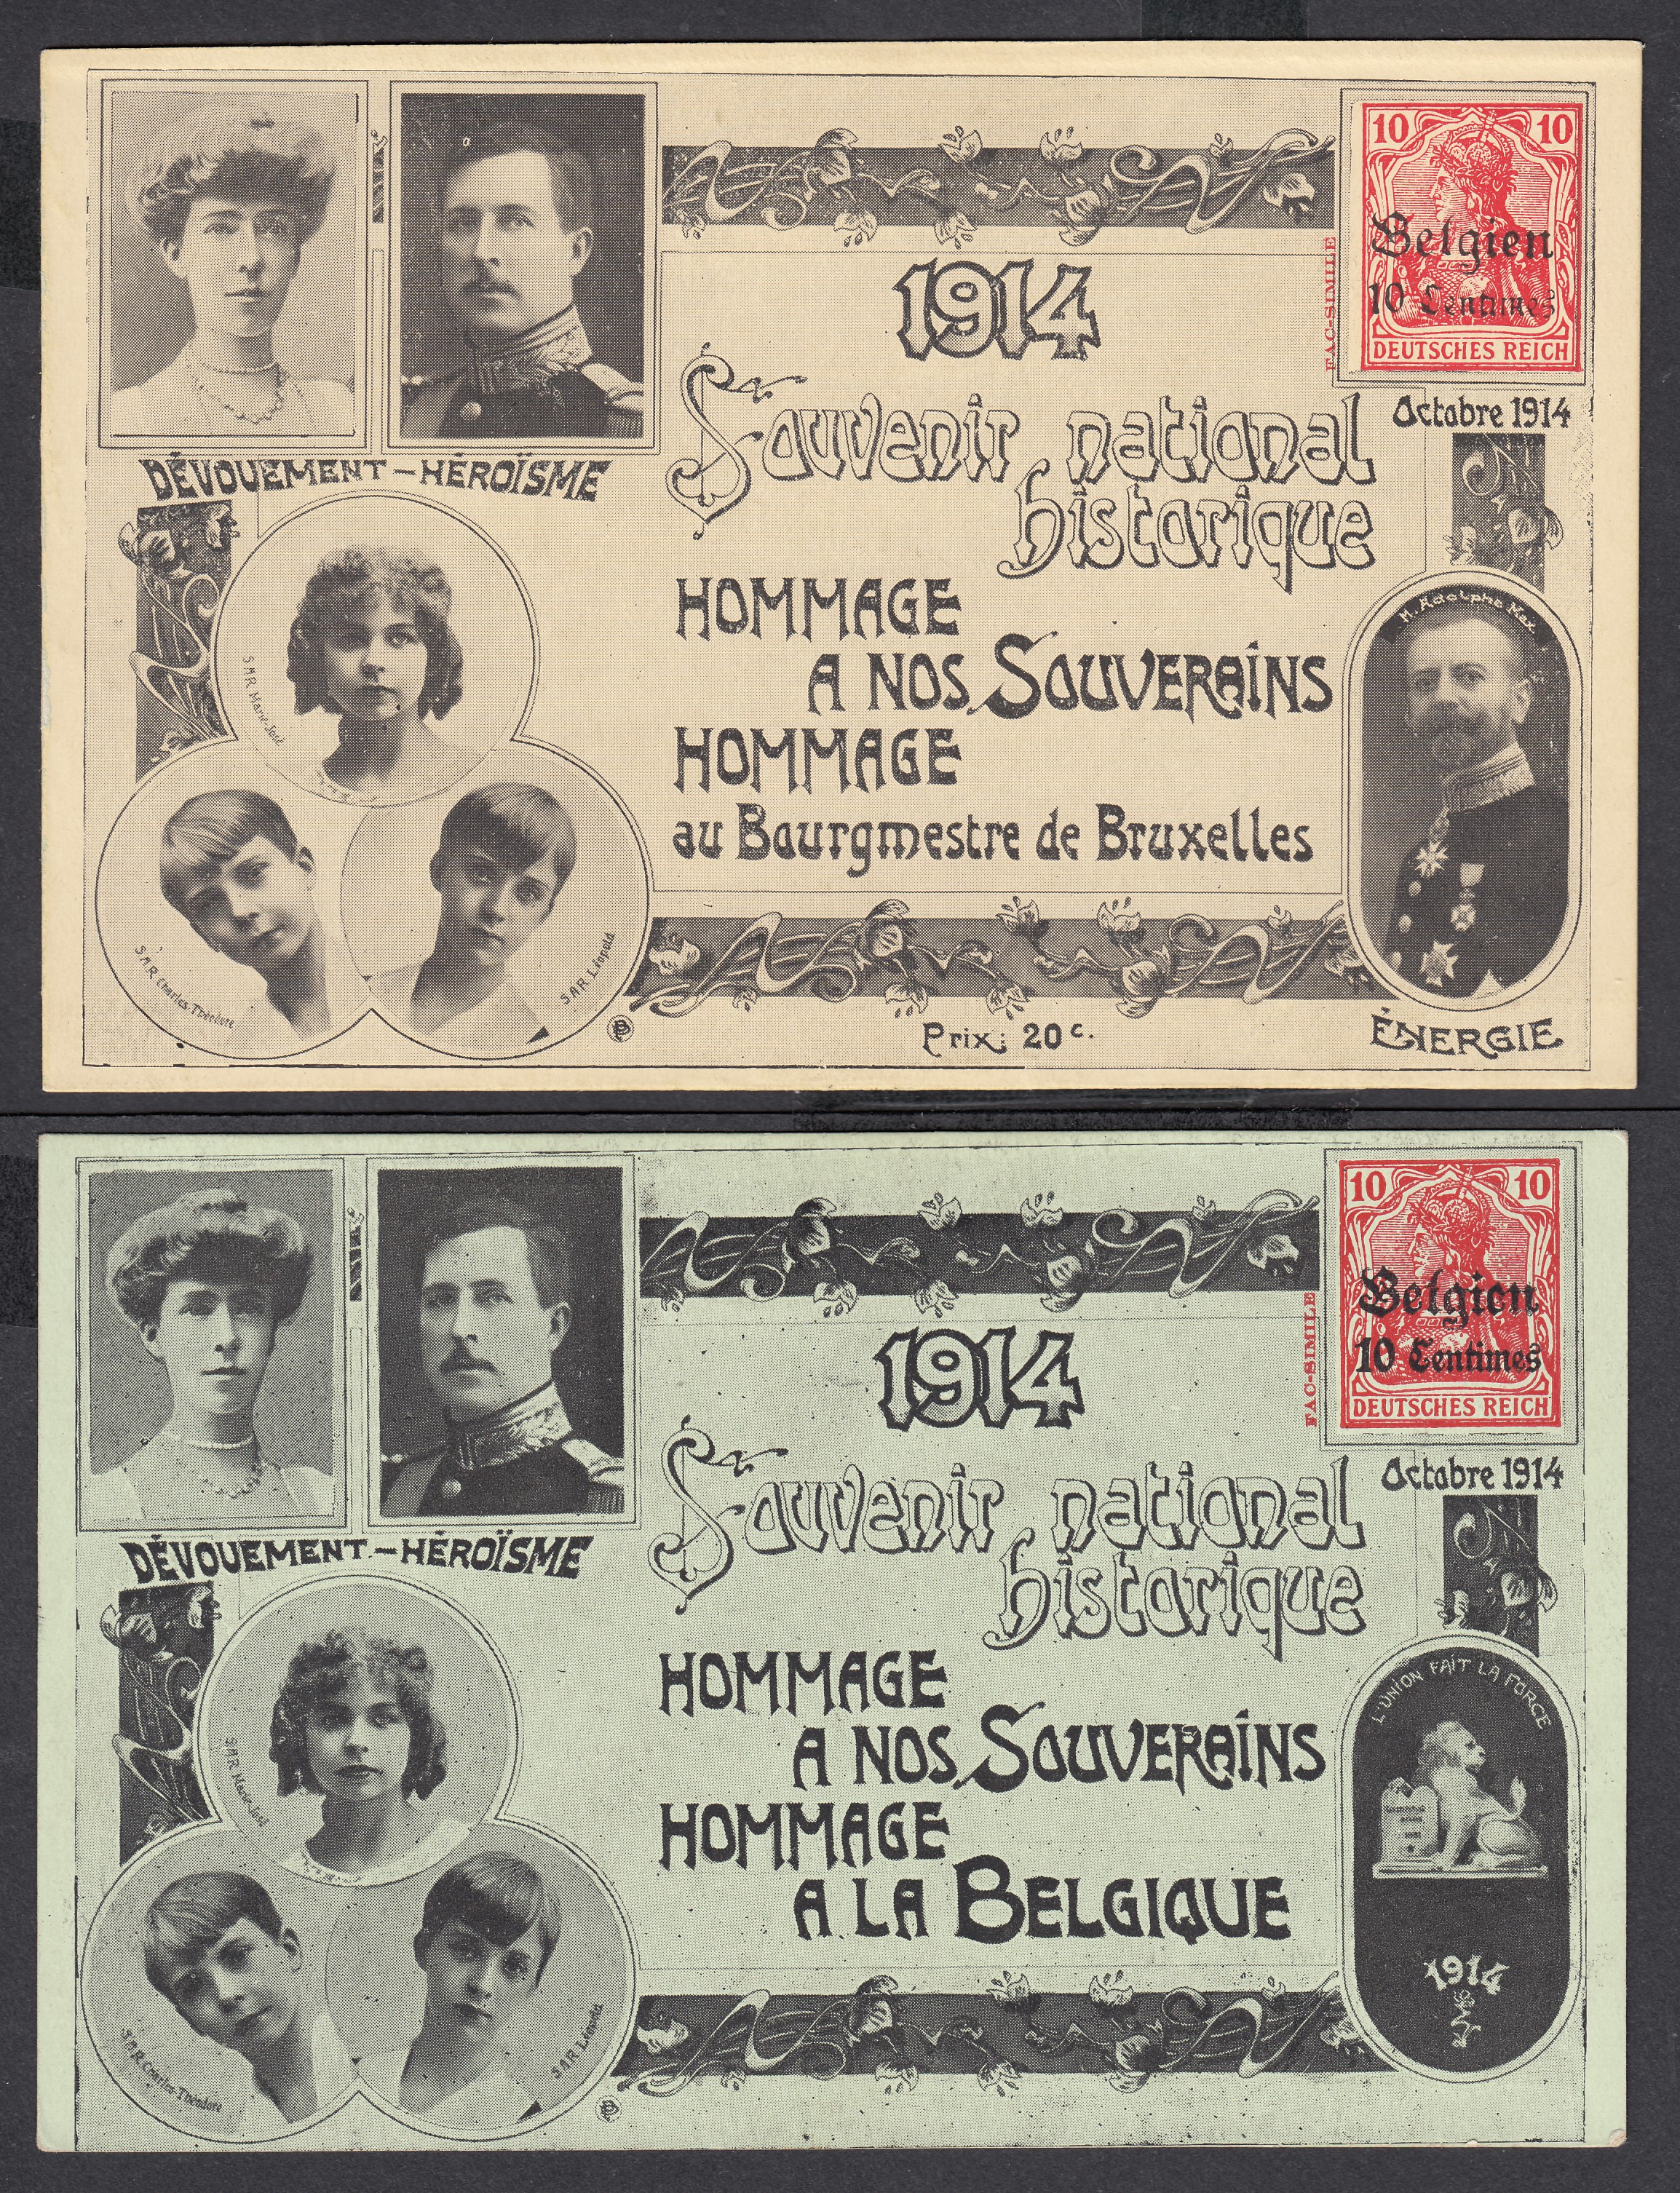 10 10
Belgien
10 Centimes
DEUTSCHES REICH
FAC-SIMILE
1914
Octobre 1914
Souvenir national
historique
DÉVOUEMENT – HÉROÏSME
HOMMAGE
A NOS SOUVERAINS
HOMMAGE
au Bourgmestre de Bruxelles
M. Adolphe Max
S.A.R. Marie-José
S.A.R. Charles-Théodore
S.A.R. Léopold
Prix: 20 c.
ÉNERGIE
10 10
Belgien
10 Centimes
DEUTSCHES REICH
FAC-SIMILE
1914
Octobre 1914
Souvenir national
historique
DÉVOUEMENT – HÉROÏSME
HOMMAGE
A NOS SOUVERAINS
HOMMAGE
A LA BELGIQUE
L'UNION FAIT LA FORCE
1914
S.A.R. Marie-José
S.A.R. Charles-Théodore
S.A.R. Léopold